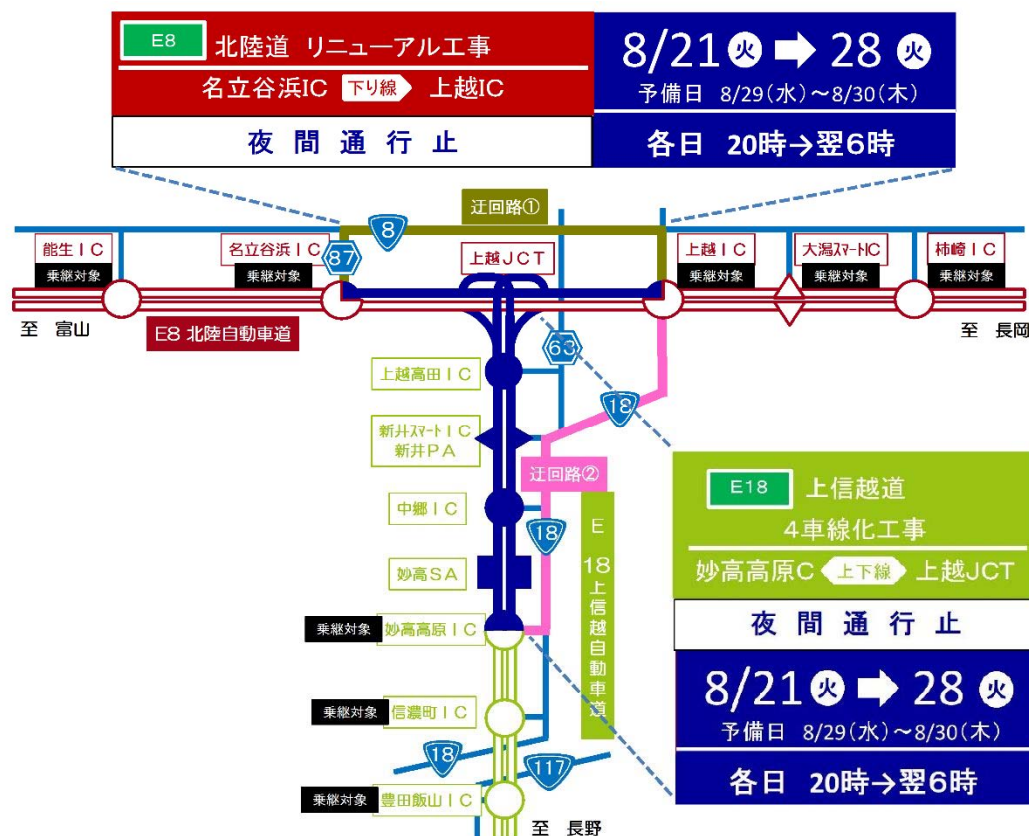 E8 北陸道 リニューアル工事
名立谷浜IC 下り線 上越IC
夜間通行止
8/21火➡28火
予備日 8/29(水)～8/30(木)
各日 20時→翌6時
迂回路①
8
87
能生IC
乗継対象
名立谷浜IC
乗継対象
上越JCT
上越IC
乗継対象
大潟スマートIC
乗継対象
柿崎IC
乗継対象
至 富山
E8 北陸自動車道
至 長岡
63
上越高田IC
18
新井スマートIC
新井PA
迂回路②
中郷IC
18
妙高SA
E18上信越自動車道
乗継対象 妙高高原IC
乗継対象 信濃町IC
18
117
乗継対象 豊田飯山IC
至 長野
E18 上信越道
4車線化工事
妙高高原C 上下線 上越JCT
夜間通行止
8/21火➡28火
予備日 8/29(水)～8/30(木)
各日 20時→翌6時